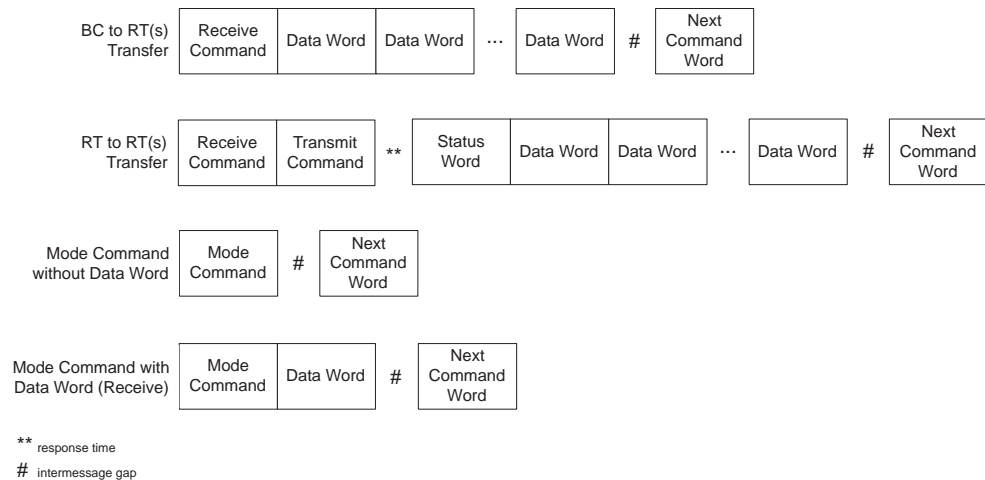 BC to RT(s)
Transfer
Receive
Command
Data Word
Data Word
...
Data Word
#
Next
Command
Word
RT to RT(s)
Transfer
Receive
Command
Transmit
Command
**
Status
Word
Data Word
Data Word
...
Data Word
#
Next
Command
Word
Mode Command
without Data Word
Mode
Command
#
Next
Command
Word
Mode Command with
Data Word (Receive)
Mode
Command
Data Word
#
Next
Command
Word
** response time
# intermessage gap